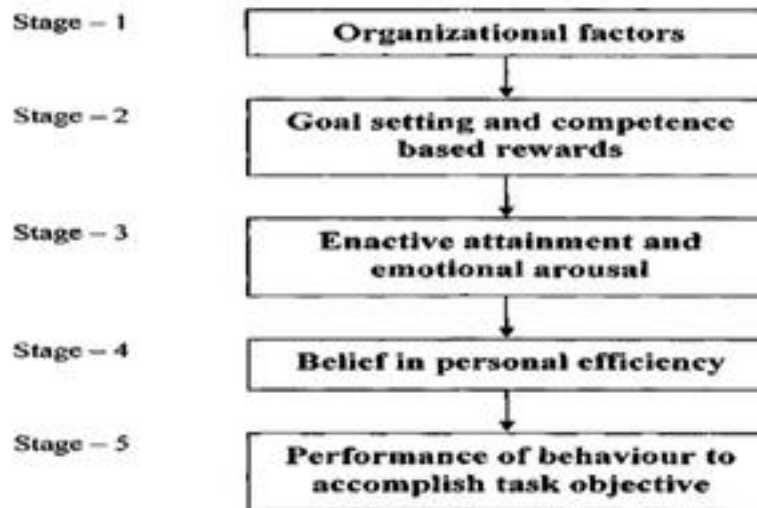 Stage – 1
Organizational factors
Stage – 2
Goal setting and competence
based rewards
Stage – 3
Enactive attainment and
emotional arousal
Stage – 4
Belief in personal efficiency
Stage – 5
Performance of behaviour to
accomplish task objective